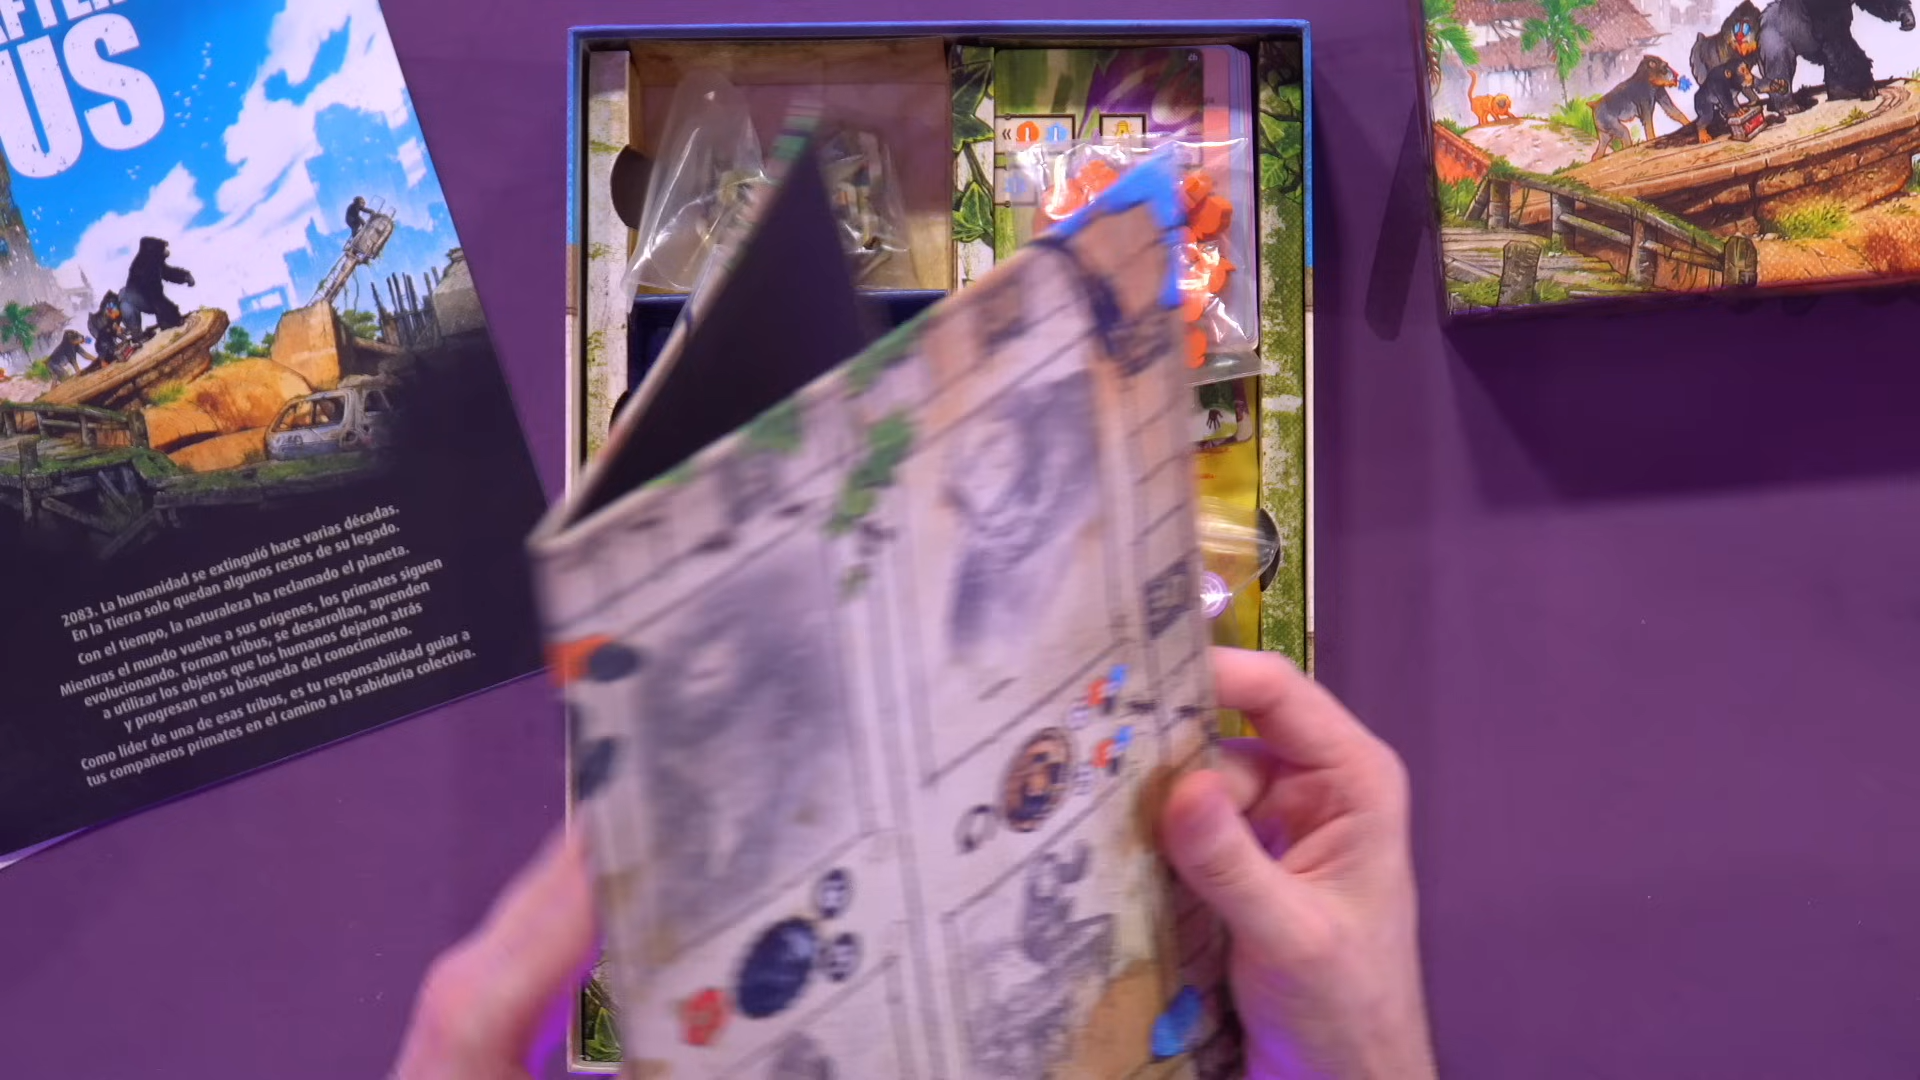 AFTER
US
2083. La humanidad se extinguió hace varias décadas.
En la Tierra solo quedan algunos restos de su legado.
Con el tiempo, la naturaleza ha reclamado el planeta.
Mientras el mundo vuelve a sus orígenes, los primates siguen
evolucionando. Forman tribus, se desarrollan, aprenden
a utilizar los objetos que los humanos dejaron atrás
y progresan en su búsqueda del conocimiento.
Como líder de una de esas tribus, es tu responsabilidad guiar a
tus compañeros primates en el camino a la sabiduría colectiva.